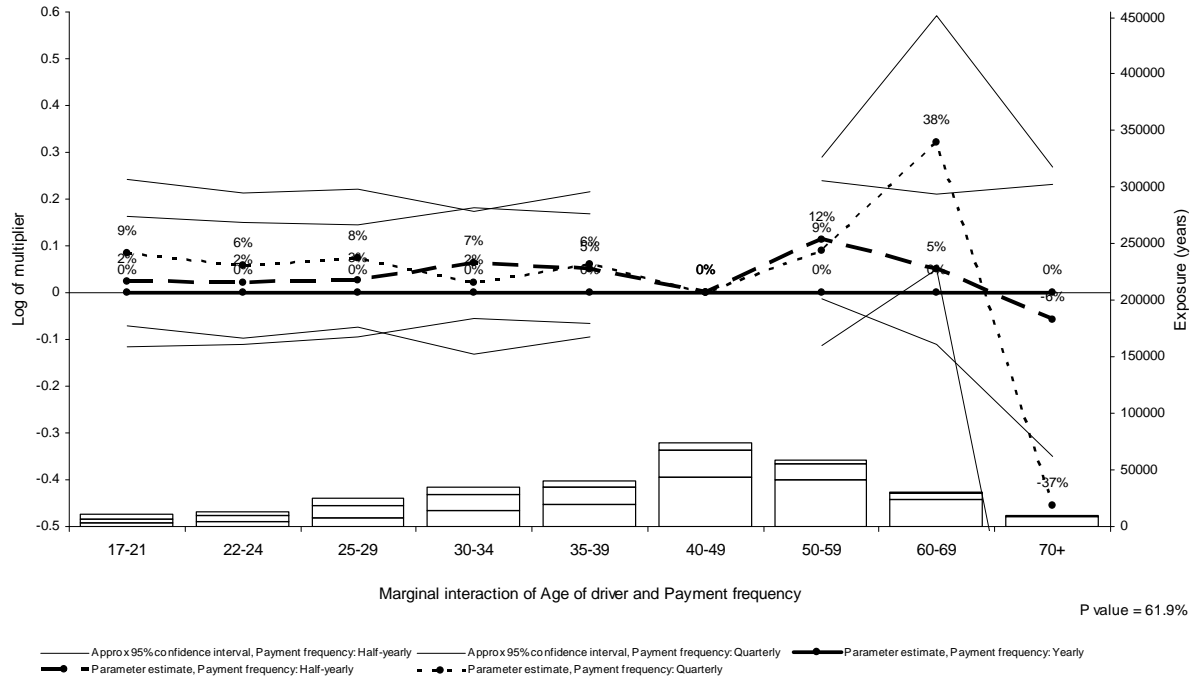 0.6
0.5
0.4
0.3
0.2
0.1
0
-0.1
-0.2
-0.3
-0.4
-0.5
Log of multiplier
450000
400000
350000
300000
250000
200000
150000
100000
50000
0
Exposure (years)
38%
12%
9% 6% 8% 7% 6% 9%
2% 2% 2% 5% 5%
0% 0% 0% 0% 0% 0% 0% 0%
-6%
-37%
17-21 22-24 25-29 30-34 35-39 40-49 50-59 60-69 70+
Marginal interaction of Age of driver and Payment frequency
P value = 61.9%
Approx 95% confidence interval, Payment frequency: Half-yearly Approx 95% confidence interval, Payment frequency: Quarterly Parameter estimate, Payment frequency: Yearly
Parameter estimate, Payment frequency: Half-yearly Parameter estimate, Payment frequency: Quarterly